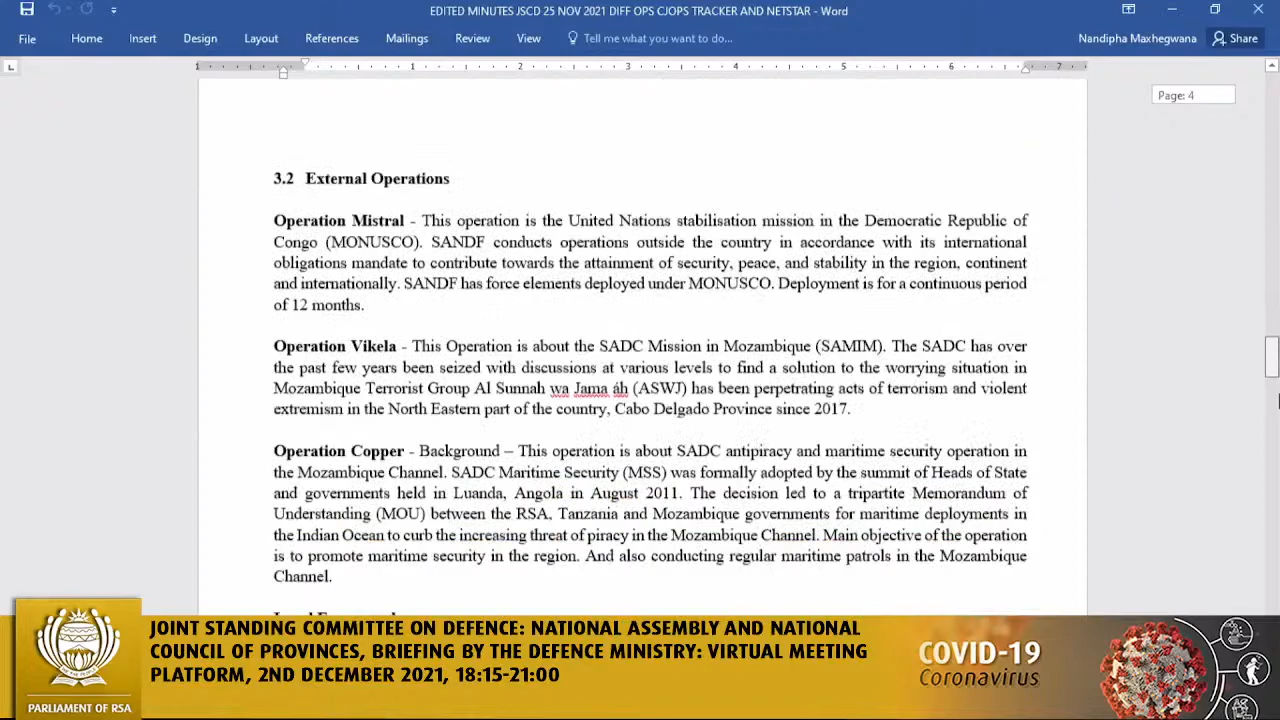 EDITED MINUTES JSCD 25 NOV 2021 DIFF OPS CJOPS TRACKER AND NETSTAR - Word
File Home Insert Design Layout References Mailings Review View Tell me what you want to do... Nandipha Maxhegwana Share
1 1 2 3 4 5 6 7
Page: 4
3.2 External Operations
Operation Mistral - This operation is the United Nations stabilisation mission in the Democratic Republic of
Congo (MONUSCO). SANDF conducts operations outside the country in accordance with its international
obligations mandate to contribute towards the attainment of security, peace, and stability in the region, continent
and internationally. SANDF has force elements deployed under MONUSCO. Deployment is for a continuous period
of 12 months.
Operation Vikela - This Operation is about the SADC Mission in Mozambique (SAMIM). The SADC has over
the past few years been seized with discussions at various levels to find a solution to the worrying situation in
Mozambique Terrorist Group Al Sunnah wa Jama áh (ASWJ) has been perpetrating acts of terrorism and violent
extremism in the North Eastern part of the country, Cabo Delgado Province since 2017.
Operation Copper - Background – This operation is about SADC antipiracy and maritime security operation in
the Mozambique Channel. SADC Maritime Security (MSS) was formally adopted by the summit of Heads of State
and governments held in Luanda, Angola in August 2011. The decision led to a tripartite Memorandum of
Understanding (MOU) between the RSA, Tanzania and Mozambique governments for maritime deployments in
the Indian Ocean to curb the increasing threat of piracy in the Mozambique Channel. Main objective of the operation
is to promote maritime security in the region. And also conducting regular maritime patrols in the Mozambique
Channel.
JOINT STANDING COMMITTEE ON DEFENCE: NATIONAL ASSEMBLY AND NATIONAL
COUNCIL OF PROVINCES, BRIEFING BY THE DEFENCE MINISTRY: VIRTUAL MEETING
PLATFORM, 2ND DECEMBER 2021, 18:15-21:00
PARLIAMENT OF RSA
COVID-19
Coronavirus